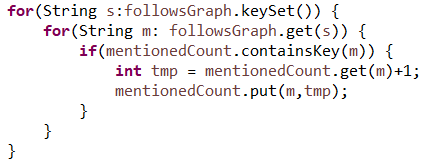 for(String s:followsGraph.keySet()) {
    for(String m: followsGraph.get(s)) {
        if(mentionedCount.containsKey(m)) {
            int tmp = mentionedCount.get(m)+1;
            mentionedCount.put(m,tmp);
        }
    }
}